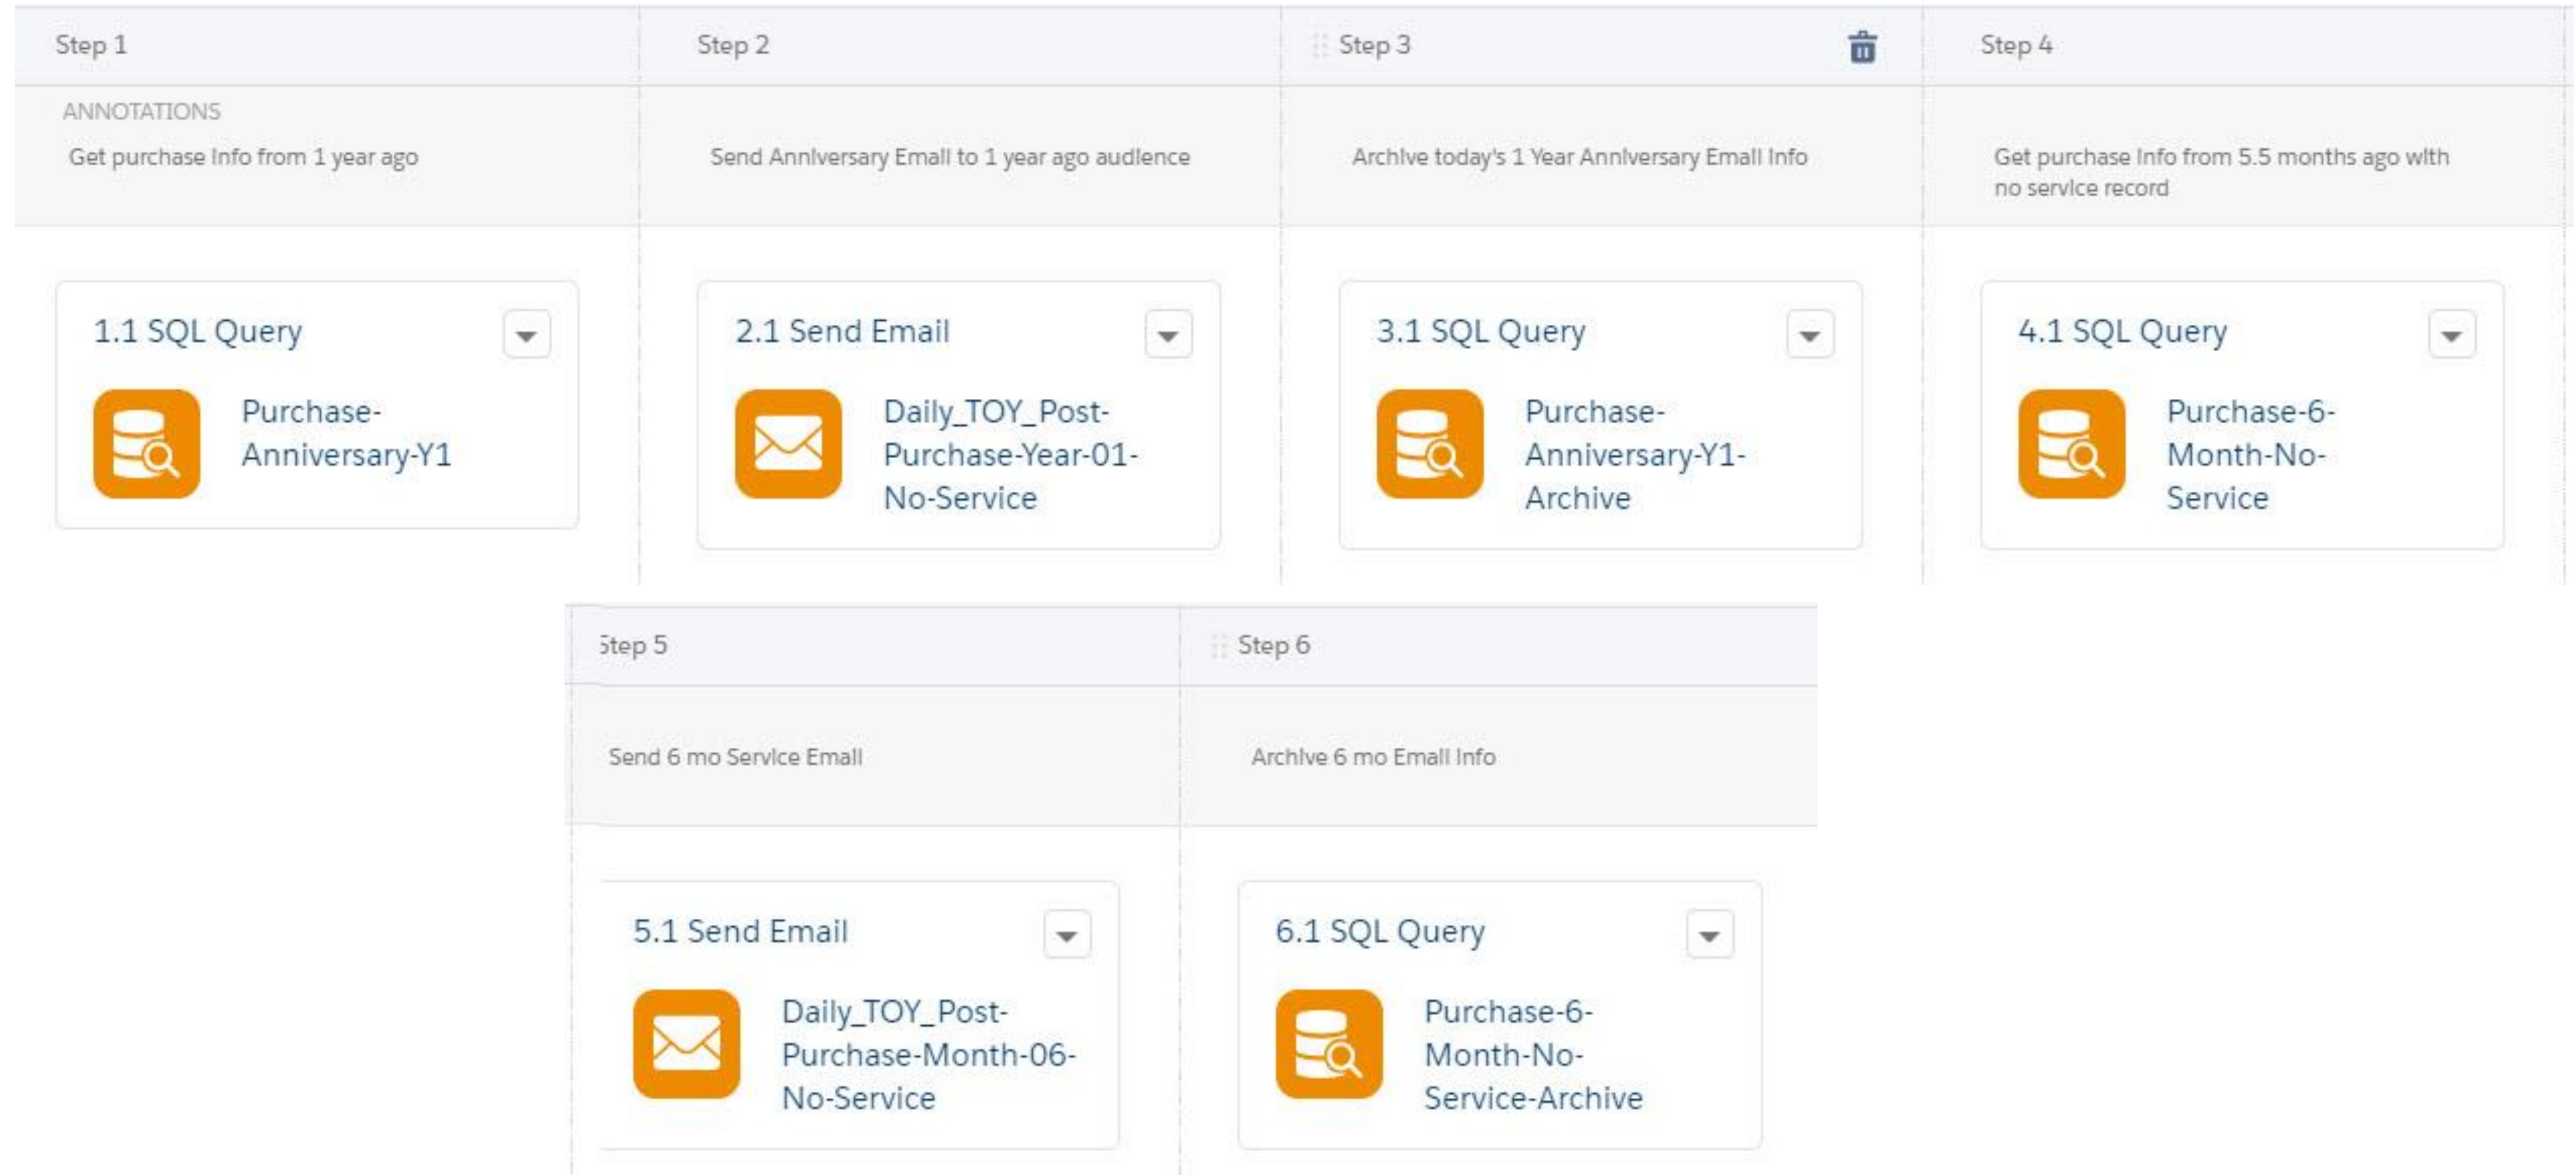 Step 1
Step 2
Step 3
Step 4
ANNOTATIONS
Get purchase Info from 1 year ago
Send Anniversary Email to 1 year ago audience
Archive today's 1 Year Anniversary Email Info
Get purchase Info from 5.5 months ago with
no service record
1.1 SQL Query
Purchase-
Anniversary-Y1
2.1 Send Email
Daily_TOY_Post-
Purchase-Year-01-
No-Service
3.1 SQL Query
Purchase-
Anniversary-Y1-
Archive
4.1 SQL Query
Purchase-6-
Month-No-
Service
Step 5
Step 6
Send 6 mo Service Email
Archive 6 mo Email Info
5.1 Send Email
Daily_TOY_Post-
Purchase-Month-06-
No-Service
6.1 SQL Query
Purchase-6-
Month-No-
Service-Archive